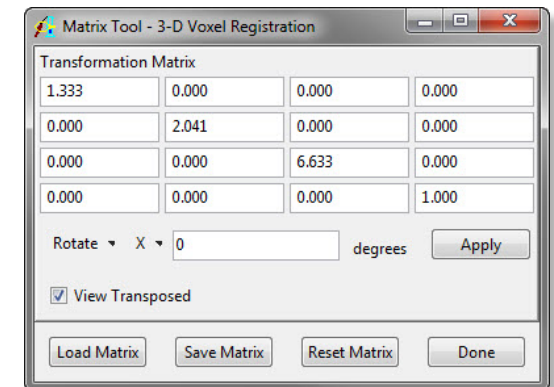 Matrix Tool - 3-D Voxel Registration
Transformation Matrix
1.333 0.000 0.000 0.000
0.000 2.041 0.000 0.000
0.000 0.000 6.633 0.000
0.000 0.000 0.000 1.000
Rotate X 0 degrees Apply
View Transposed
Load Matrix Save Matrix Reset Matrix Done